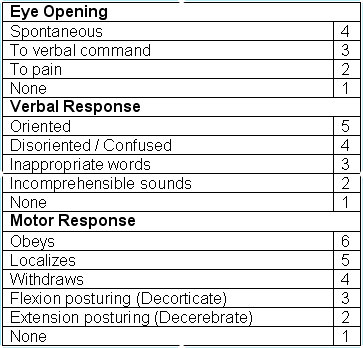 Eye Opening
Spontaneous 4
To verbal command 3
To pain 2
None 1
Verbal Response
Oriented 5
Disoriented / Confused 4
Inappropriate words 3
Incomprehensible sounds 2
None 1
Motor Response
Obeys 6
Localizes 5
Withdraws 4
Flexion posturing (Decorticate) 3
Extension posturing (Decerebrate) 2
None 1